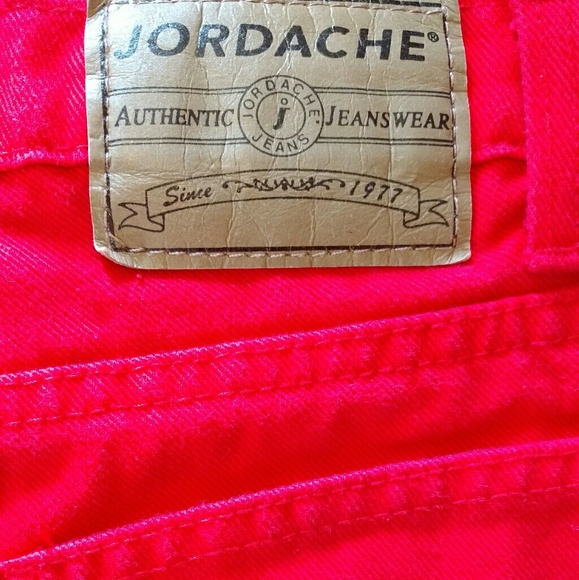 JORDACHE®
AUTHENTIC JORDACHE j JEANS JEANSWEAR
Since 1977